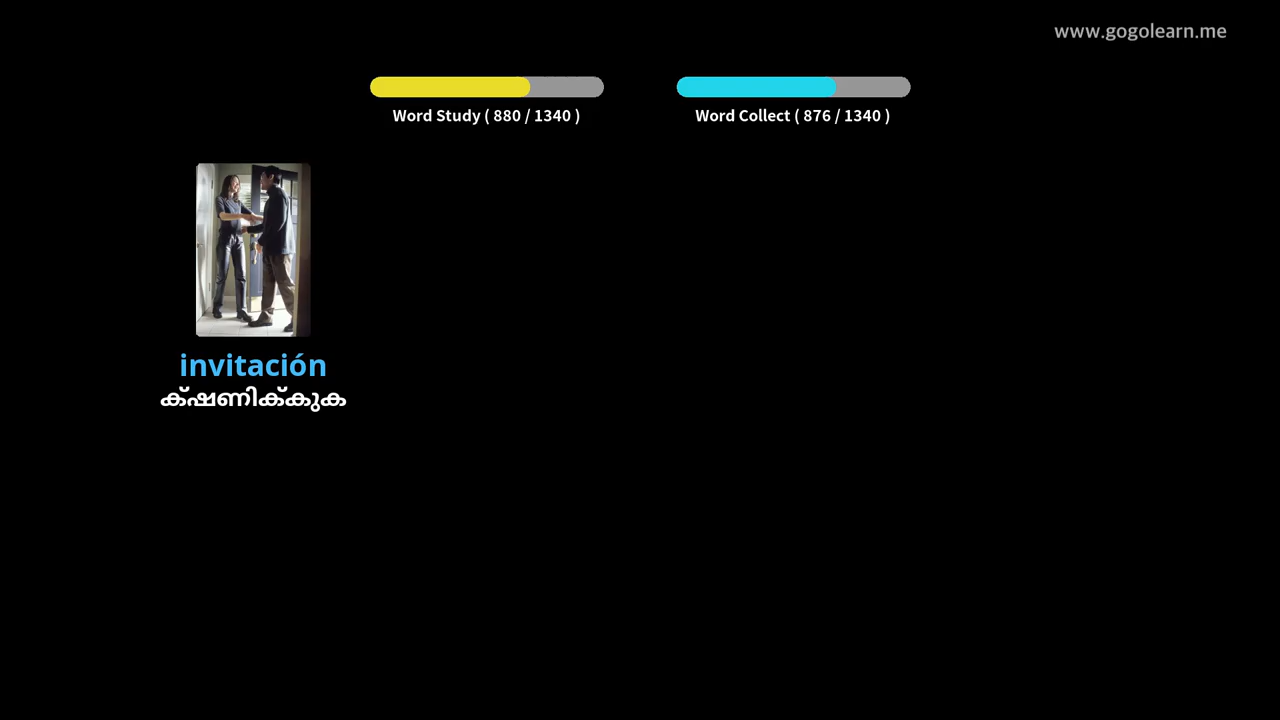 www.gogolearn.me
Word Study ( 880 / 1340 )
Word Collect ( 876 / 1340 )
invitación
ക്ഷണിക്കുക